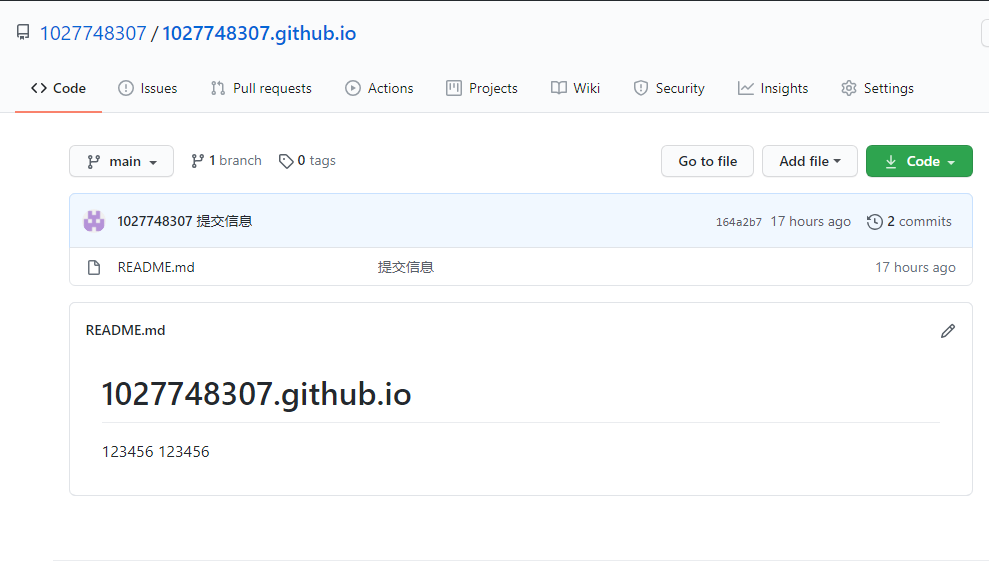 1027748307 / 1027748307.github.io
Code Issues Pull requests Actions Projects Wiki Security Insights Settings
main 1 branch 0 tags Go to file Add file Code
1027748307 提交信息 164a2b7 17 hours ago 2 commits
README.md 提交信息 17 hours ago
README.md
1027748307.github.io
123456 123456